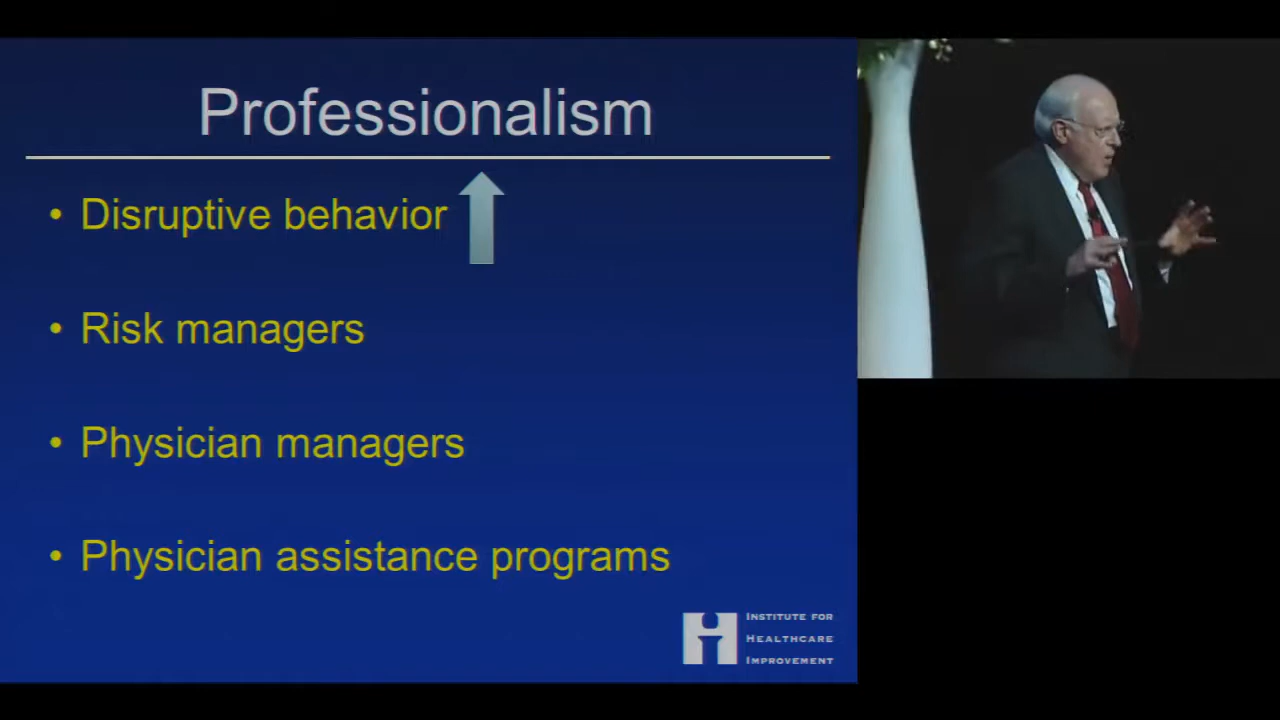 Professionalism
• Disruptive behavior
• Risk managers
• Physician managers
• Physician assistance programs
INSTITUTE FOR
HEALTHCARE
IMPROVEMENT